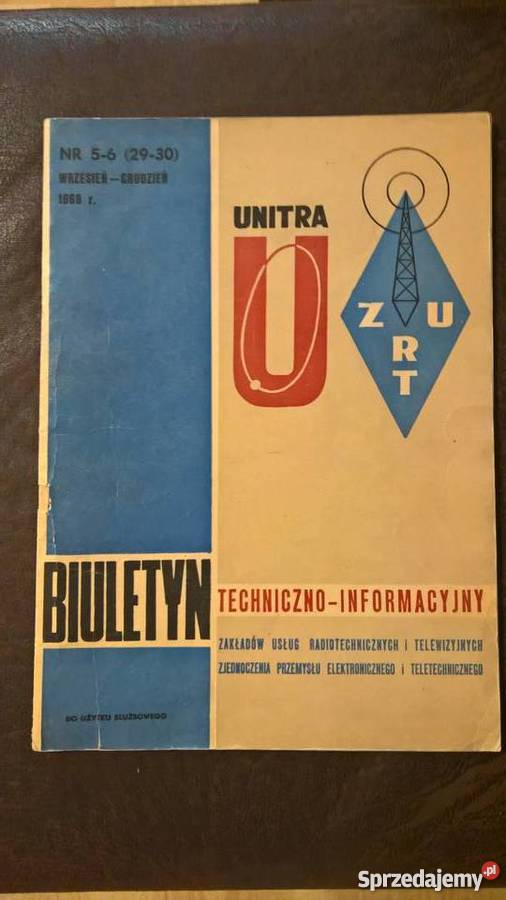 NR 5-6 (29-30)
WRZESIEŃ — GRUDZIEŃ
1968 r.
UNITRA
U
Z U
R
T
BIULETYN
TECHNICZNO-INFORMACYJNY
ZAKŁADÓW USŁUG RADIOTECHNICZNYCH I TELEWIZYJNYCH
ZJEDNOCZENIA PRZEMYSŁU ELEKTRONICZNEGO I TELETECHNICZNEGO
DO UŻYTKU SŁUŻBOWEGO
Sprzedajemy.pl